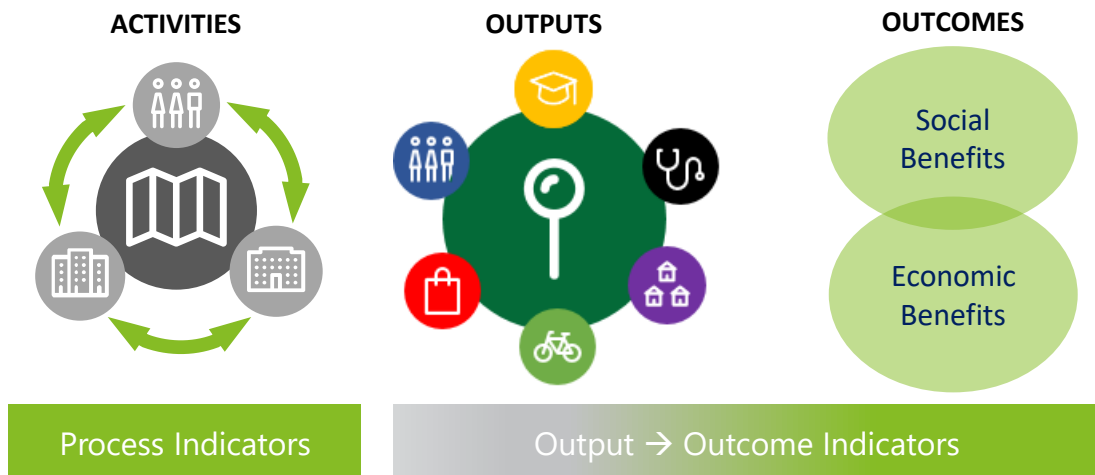 ACTIVITIES
OUTPUTS
OUTCOMES
Social
Benefits
Economic
Benefits
Process Indicators
Output → Outcome Indicators